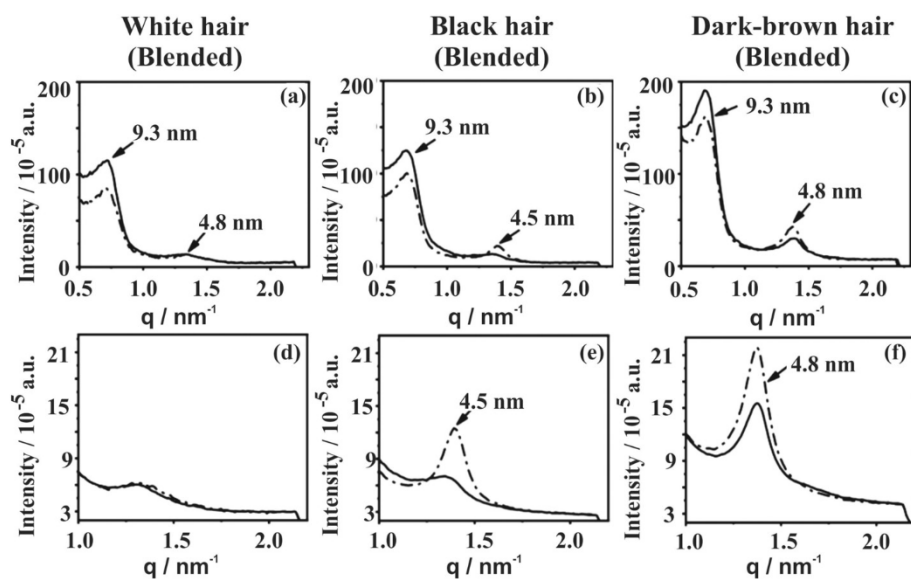 White hair
(Blended)
Black hair
(Blended)
Dark-brown hair
(Blended)
(a)
9.3 nm
4.8 nm
Intensity / 10⁻⁵ a.u.
200
100
0
0.5 1.0 1.5 2.0
q / nm⁻¹
(b)
9.3 nm
4.5 nm
Intensity / 10⁻⁵ a.u.
200
100
0
0.5 1.0 1.5 2.0
q / nm⁻¹
(c)
9.3 nm
4.8 nm
Intensity / 10⁻⁵ a.u.
200
100
0
0.5 1.0 1.5 2.0
q / nm⁻¹
(d)
Intensity / 10⁻⁵ a.u.
21
15
9
3
1.0 1.5 2.0
q / nm⁻¹
(e)
4.5 nm
Intensity / 10⁻⁵ a.u.
21
15
9
3
1.0 1.5 2.0
q / nm⁻¹
(f)
4.8 nm
Intensity / 10⁻⁵ a.u.
21
15
9
3
1.0 1.5 2.0
q / nm⁻¹